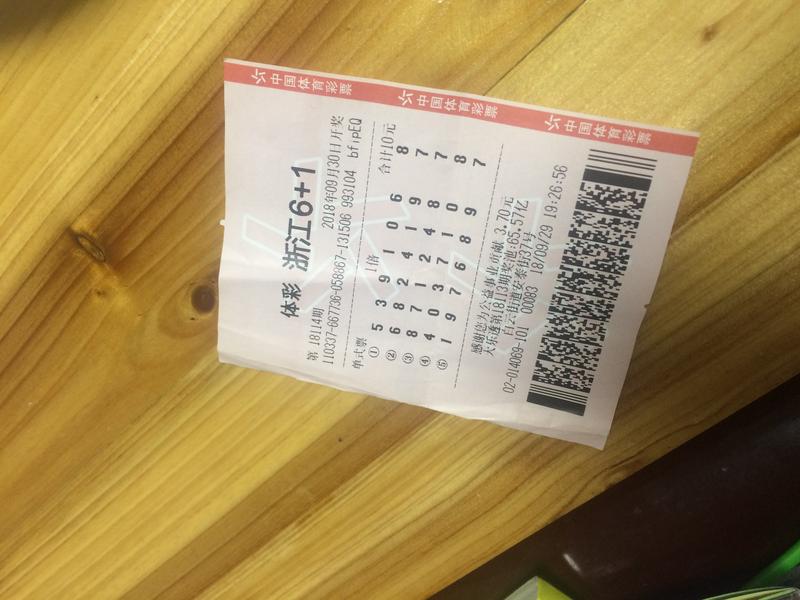 中国体育彩票 中国体育彩票 中国体育彩票
体彩 浙江6+1
第 18114期 2018年09月30日开奖
110337-667736-058867-131506 993104 bfipEQ
单式票 1倍 合计10元
① 5 3 9 1 0 6 8
② 6 8 2 4 1 9 7
③ 8 7 1 2 4 8 7
④ 4 0 3 7 1 0 8
⑤ 1 9 7 6 8 9 7
感谢您为公益事业贡献 3.70元
大乐透第18113期奖池:65.57亿
白云街道安泰街37号
02-014069-101 00083 18/09/29 19:26:56